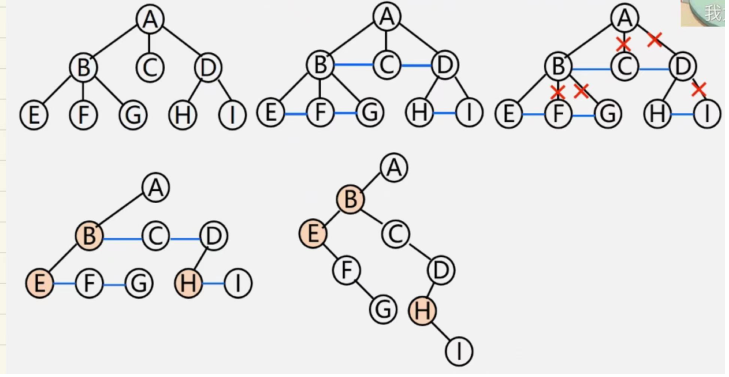 我
A A A
B C D B C D B C D
E F G H I E F G H I E F G H I
A A
B C D B
E F G H I E C
F D
G H
I